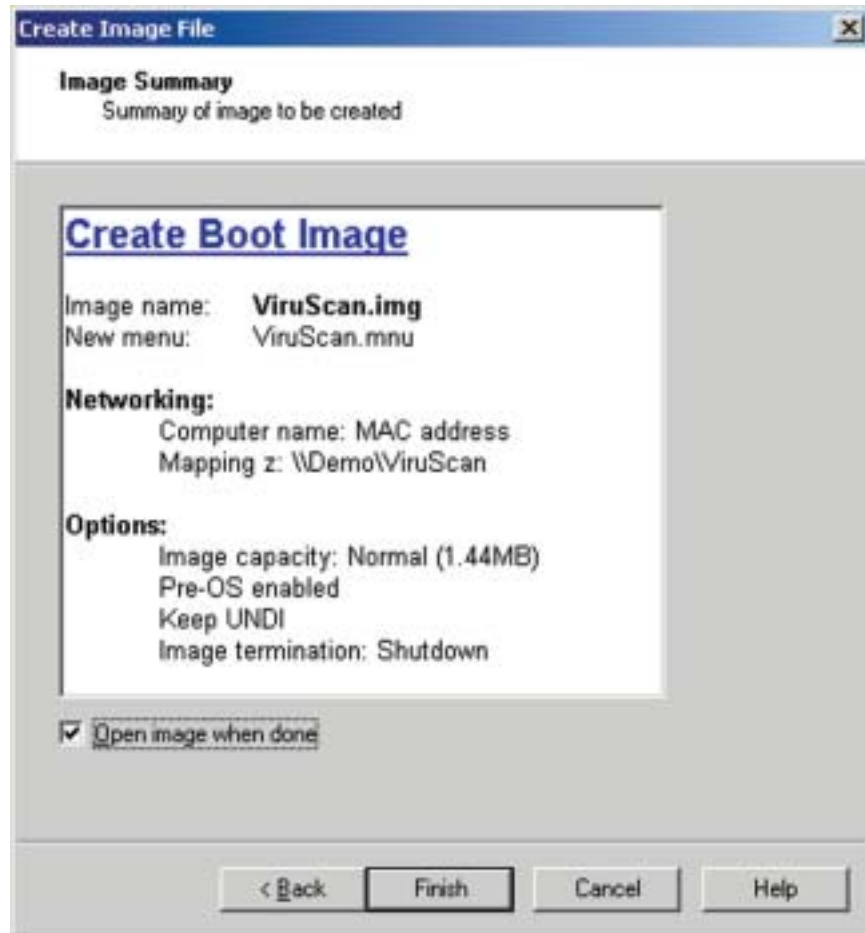 Create Image File
Image Summary
Summary of image to be created
Create Boot Image
Image name: ViruScan.img
New menu: ViruScan.mnu
Networking:
Computer name: MAC address
Mapping z: \\Demo\ViruScan
Options:
Image capacity: Normal (1.44MB)
Pre-OS enabled
Keep UNDI
Image termination: Shutdown
Open image when done
< Back Finish Cancel Help